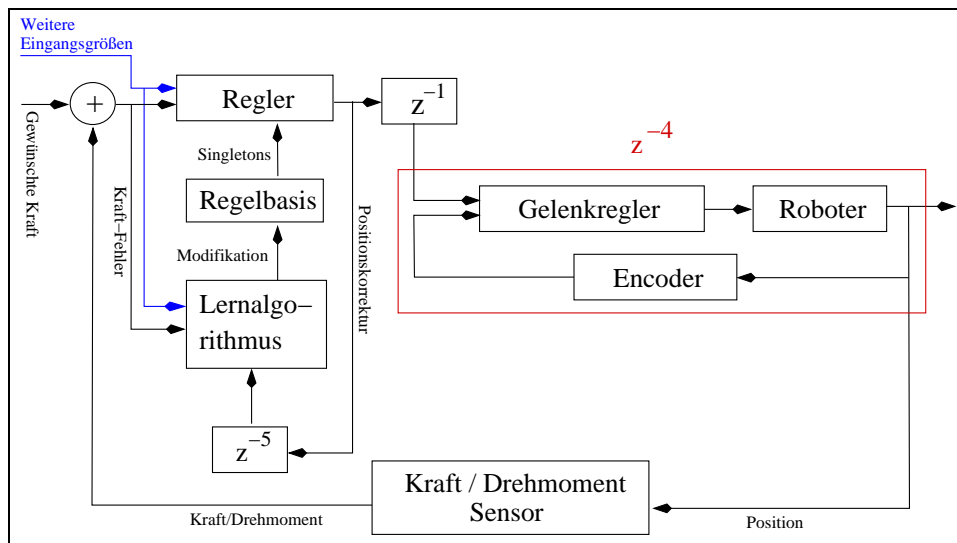 Weitere
Eingangsgrößen
Regler
z⁻¹
+
z⁻⁴
Gewünschte Kraft
Kraft−Fehler
Singletons
Positionskorrektur
Regelbasis
Gelenkregler
Roboter
Modifikation
Encoder
Lernalgo−
rithmus
z⁻⁵
Kraft / Drehmoment
Sensor
Kraft/Drehmoment
Position